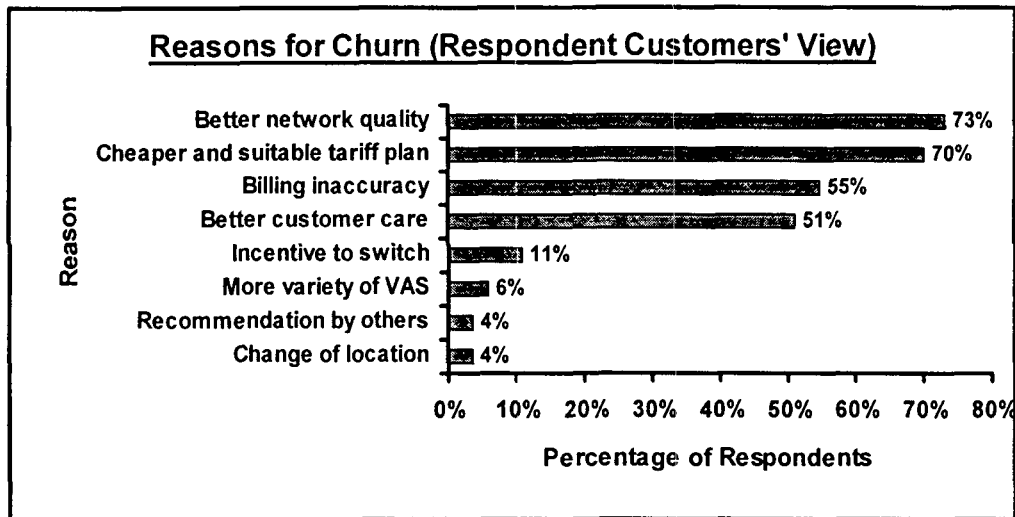 Reasons for Churn (Respondent Customers' View)
Reason
Better network quality 73%
Cheaper and suitable tariff plan 70%
Billing inaccuracy 55%
Better customer care 51%
Incentive to switch 11%
More variety of VAS 6%
Recommendation by others 4%
Change of location 4%
0% 10% 20% 30% 40% 50% 60% 70% 80%
Percentage of Respondents